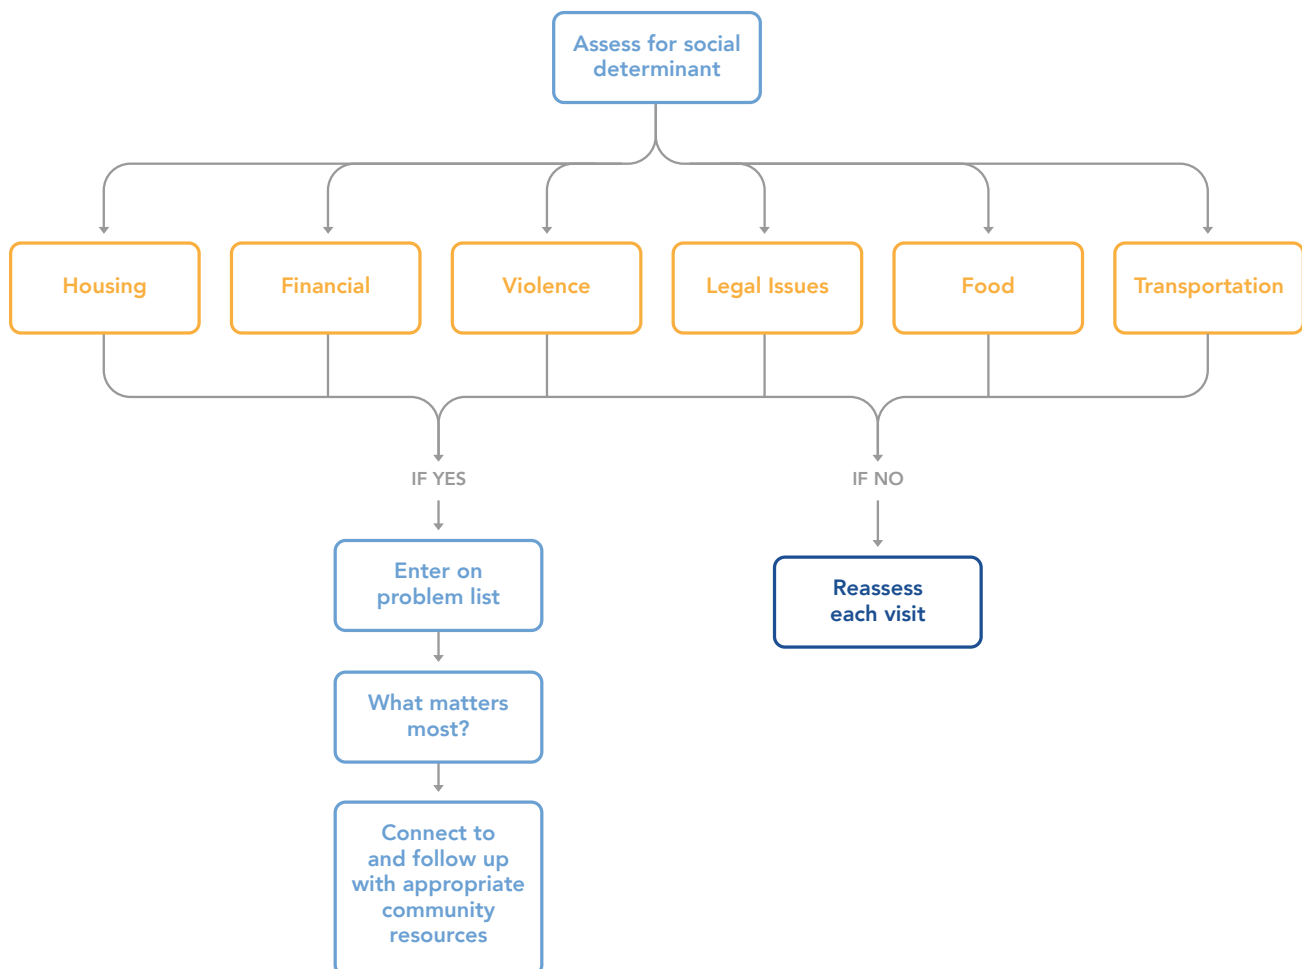 Assess for social
determinant
Housing
Financial
Violence
Legal Issues
Food
Transportation
IF YES
IF NO
Enter on
problem list
Reassess
each visit
What matters
most?
Connect to
and follow up
with appropriate
community
resources